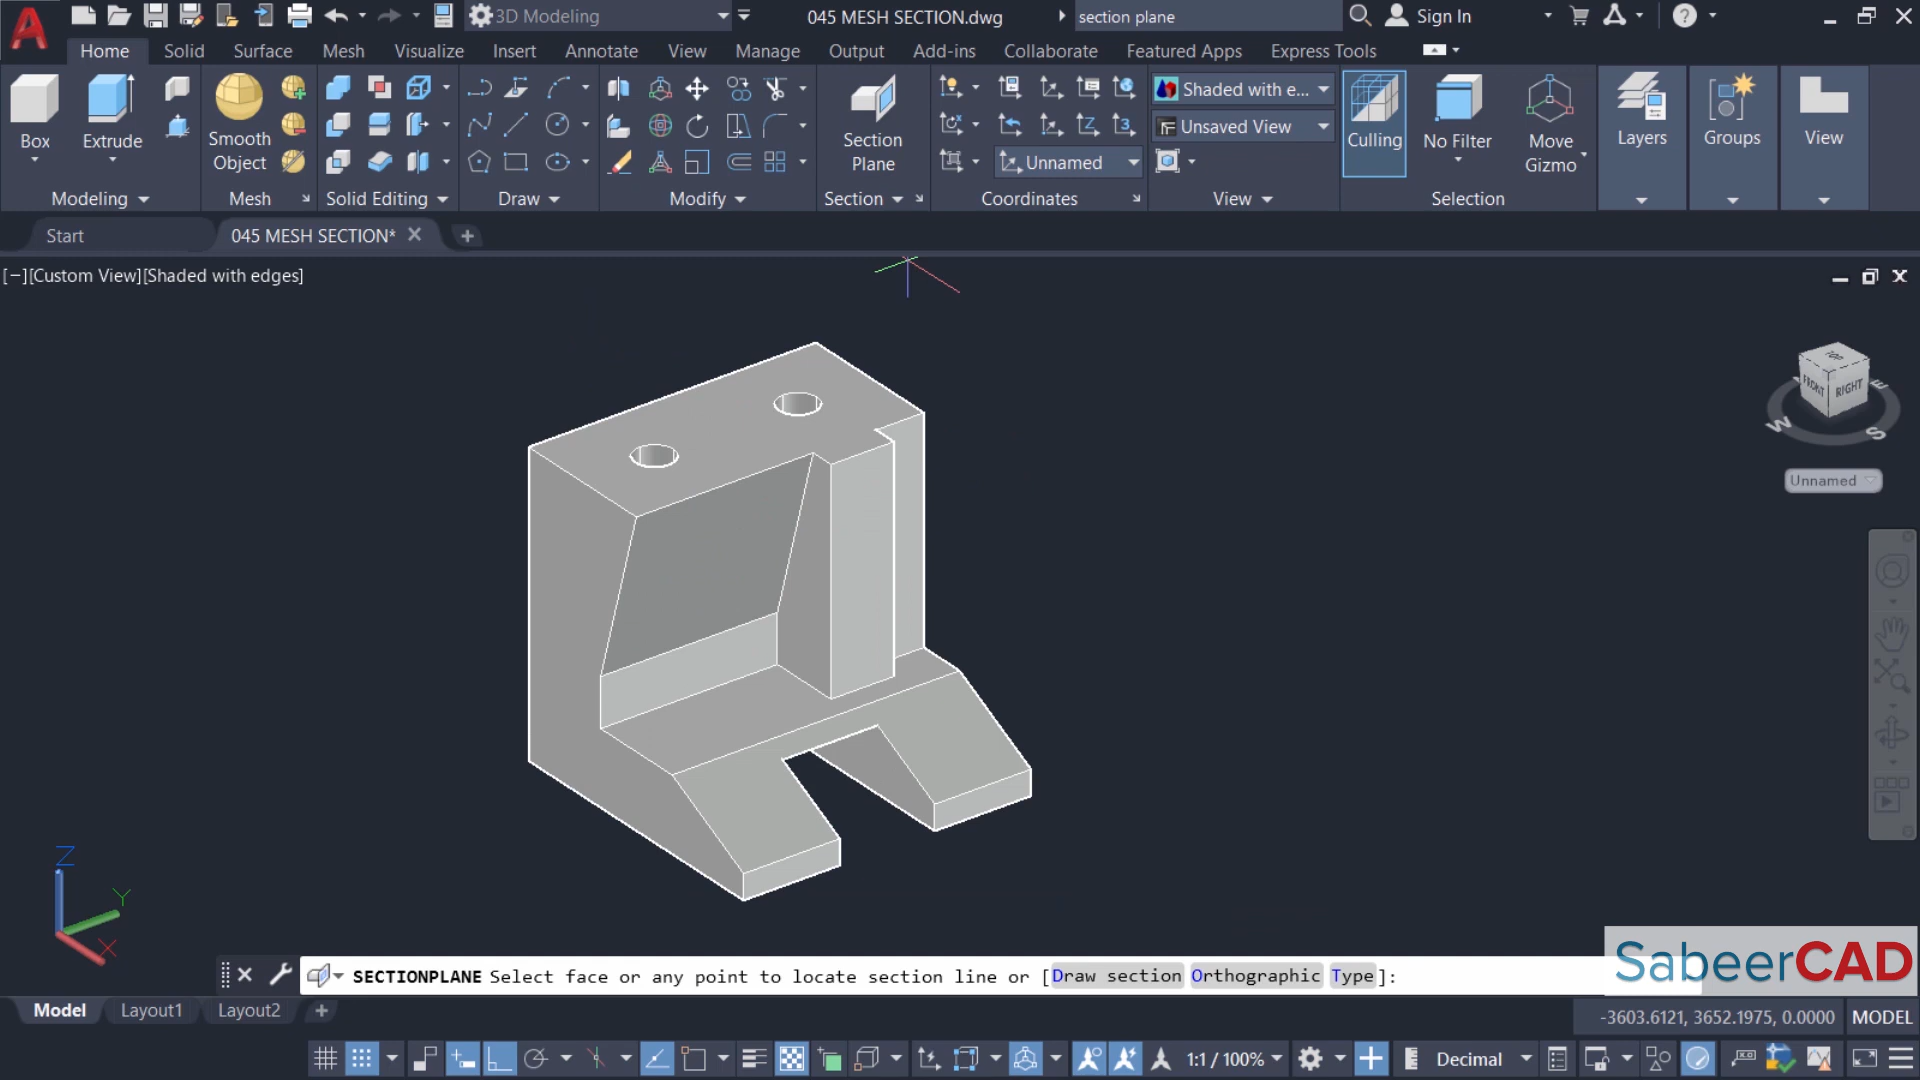 3D Modeling
045 MESH SECTION.dwg
section plane
Sign In
Home
Solid
Surface
Mesh
Visualize
Insert
Annotate
View
Manage
Output
Add-ins
Collaborate
Featured Apps
Express Tools
Box
Extrude
Smooth
Object
Section
Plane
Shaded with e...
Unsaved View
Unnamed
Culling
No Filter
Move
Gizmo
Layers
Groups
View
Modeling
Mesh
Solid Editing
Draw
Modify
Section
Coordinates
View
Selection
Start
045 MESH SECTION*
[−][Custom View][Shaded with edges]
TOP
FRONT
RIGHT
E
W
S
Unnamed
Z
Y
X
SECTIONPLANE Select face or any point to locate section line or [Draw section Orthographic Type]:
SabeerCAD
Model
Layout1
Layout2
-3603.6121, 3652.1975, 0.0000
MODEL
1:1 / 100%
Decimal